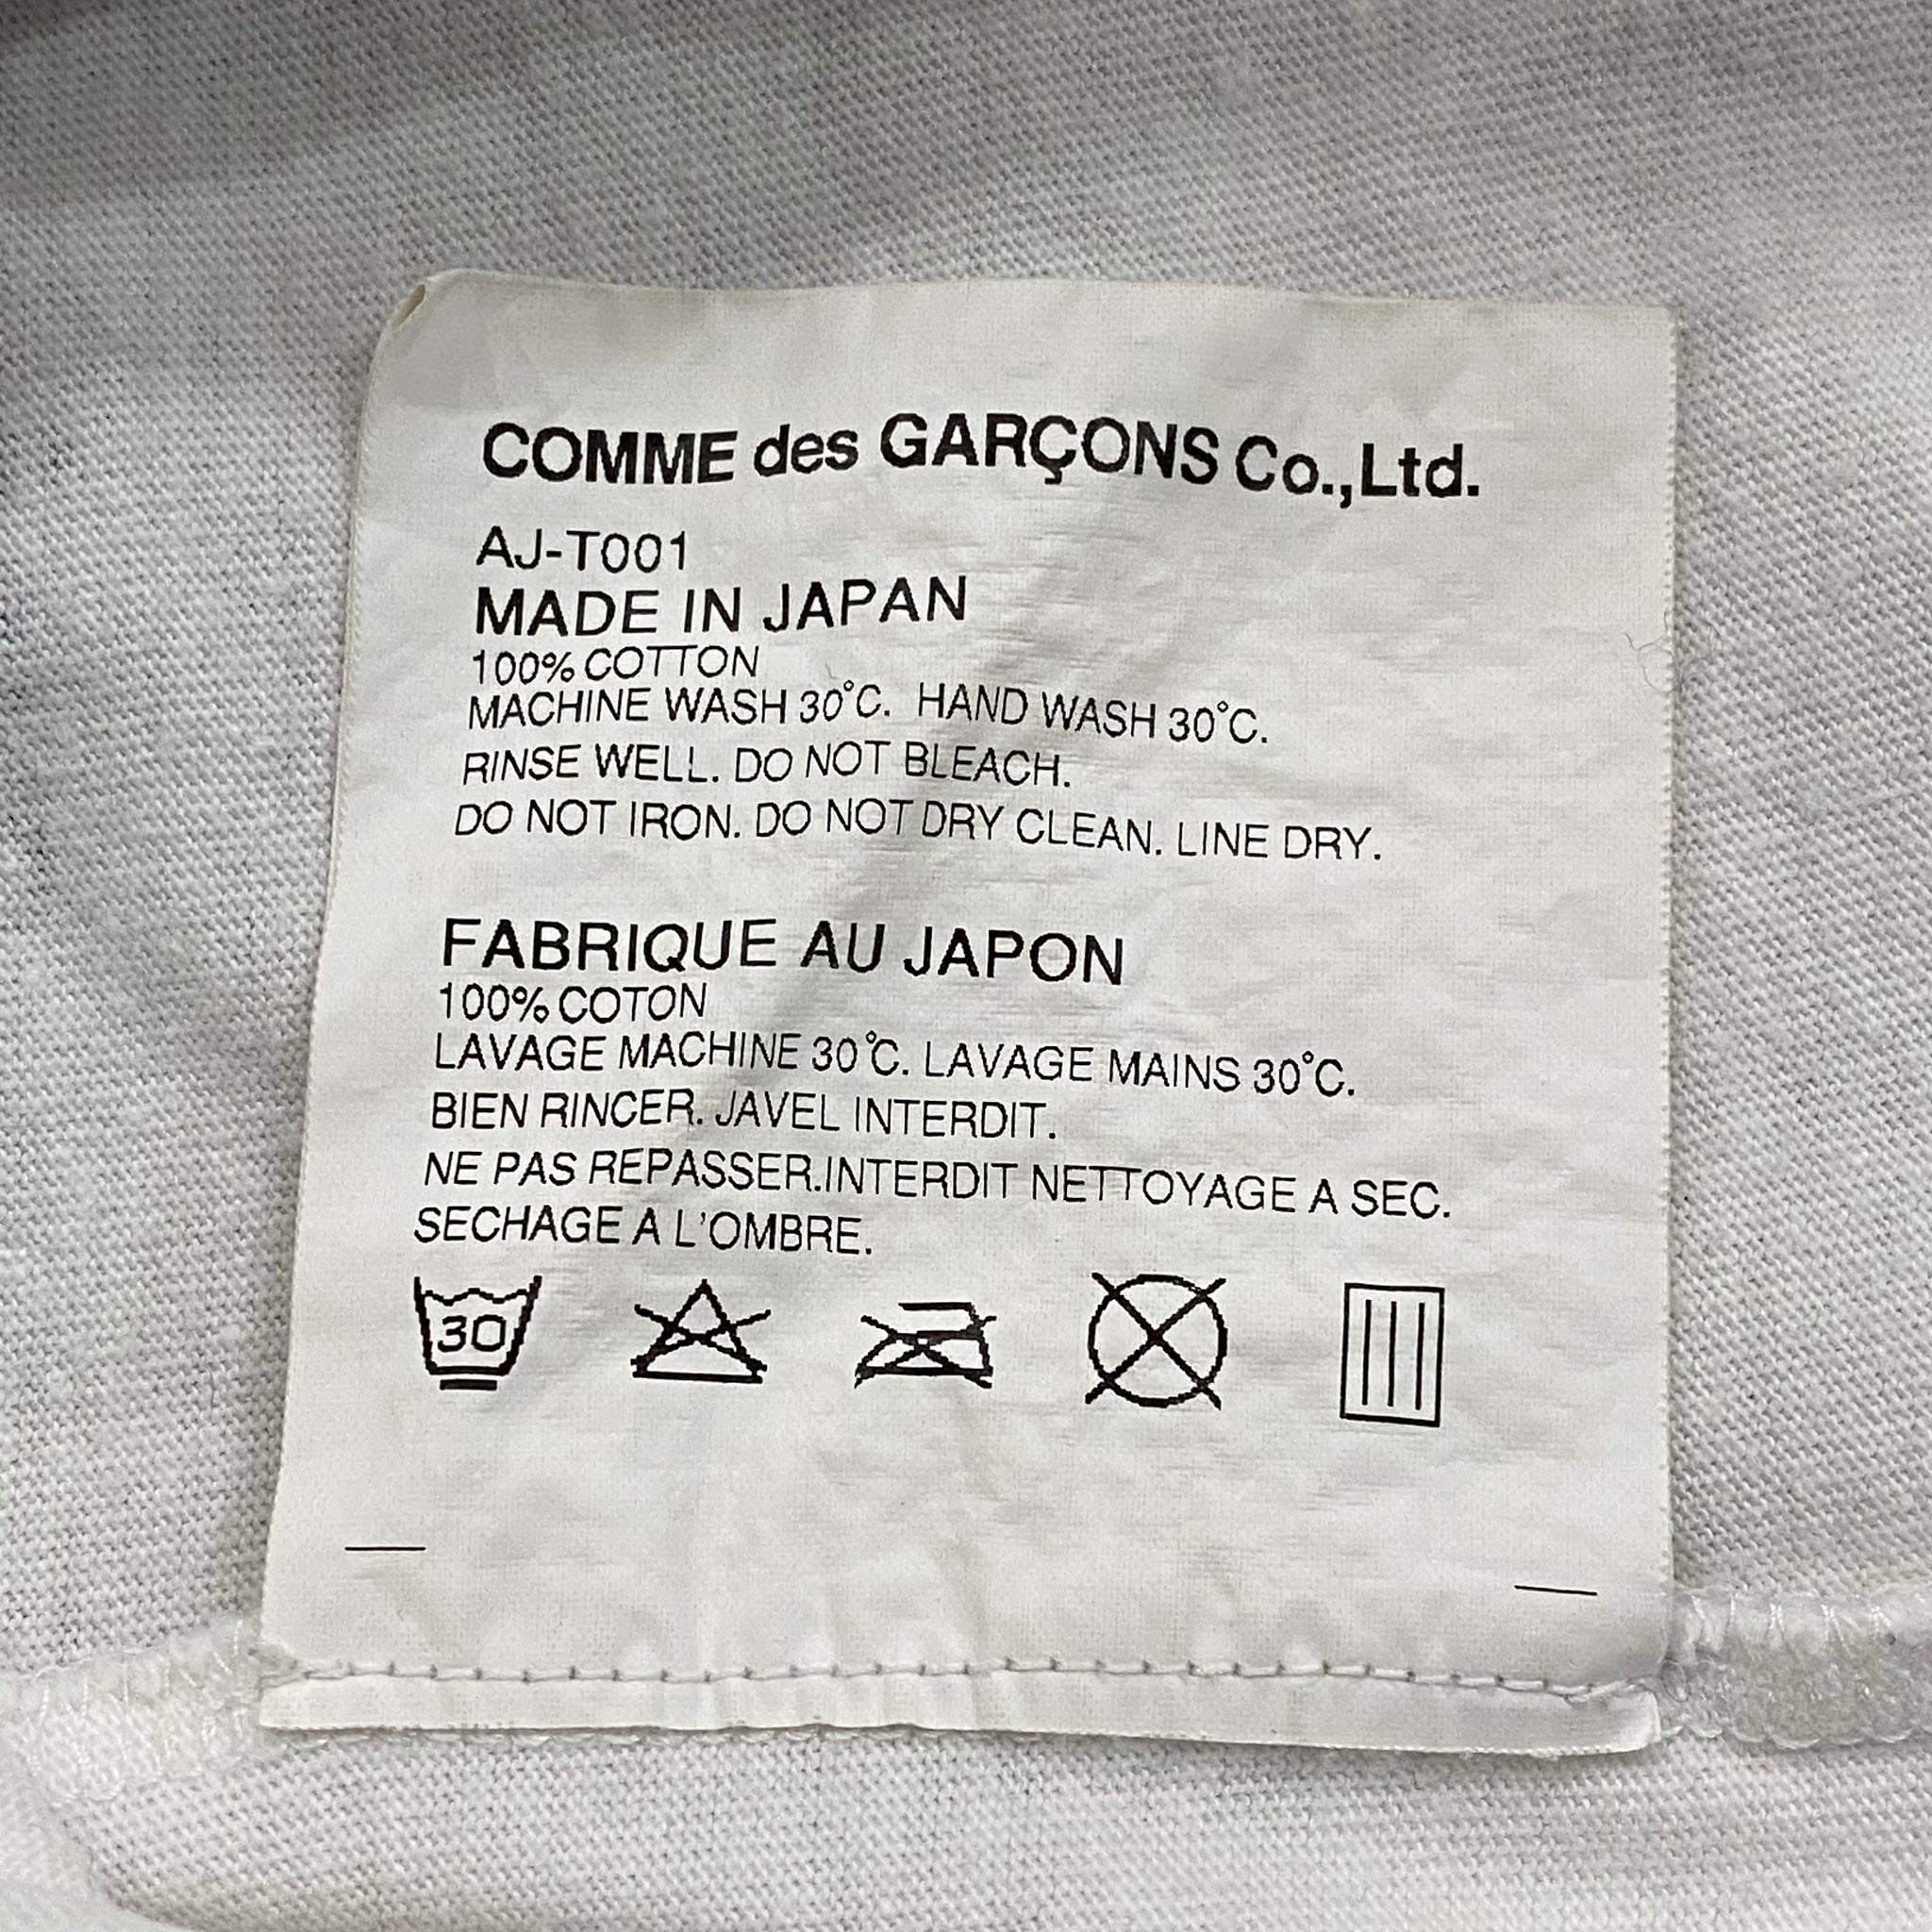 COMME des GARÇONS Co.,Ltd.
AJ-T001
MADE IN JAPAN
100% COTTON
MACHINE WASH 30°C. HAND WASH 30°C.
RINSE WELL. DO NOT BLEACH.
DO NOT IRON. DO NOT DRY CLEAN. LINE DRY.
FABRIQUE AU JAPON
100% COTON
LAVAGE MACHINE 30°C. LAVAGE MAINS 30°C.
BIEN RINCER. JAVEL INTERDIT.
NE PAS REPASSER.INTERDIT NETTOYAGE A SEC.
SECHAGE A L'OMBRE.
30